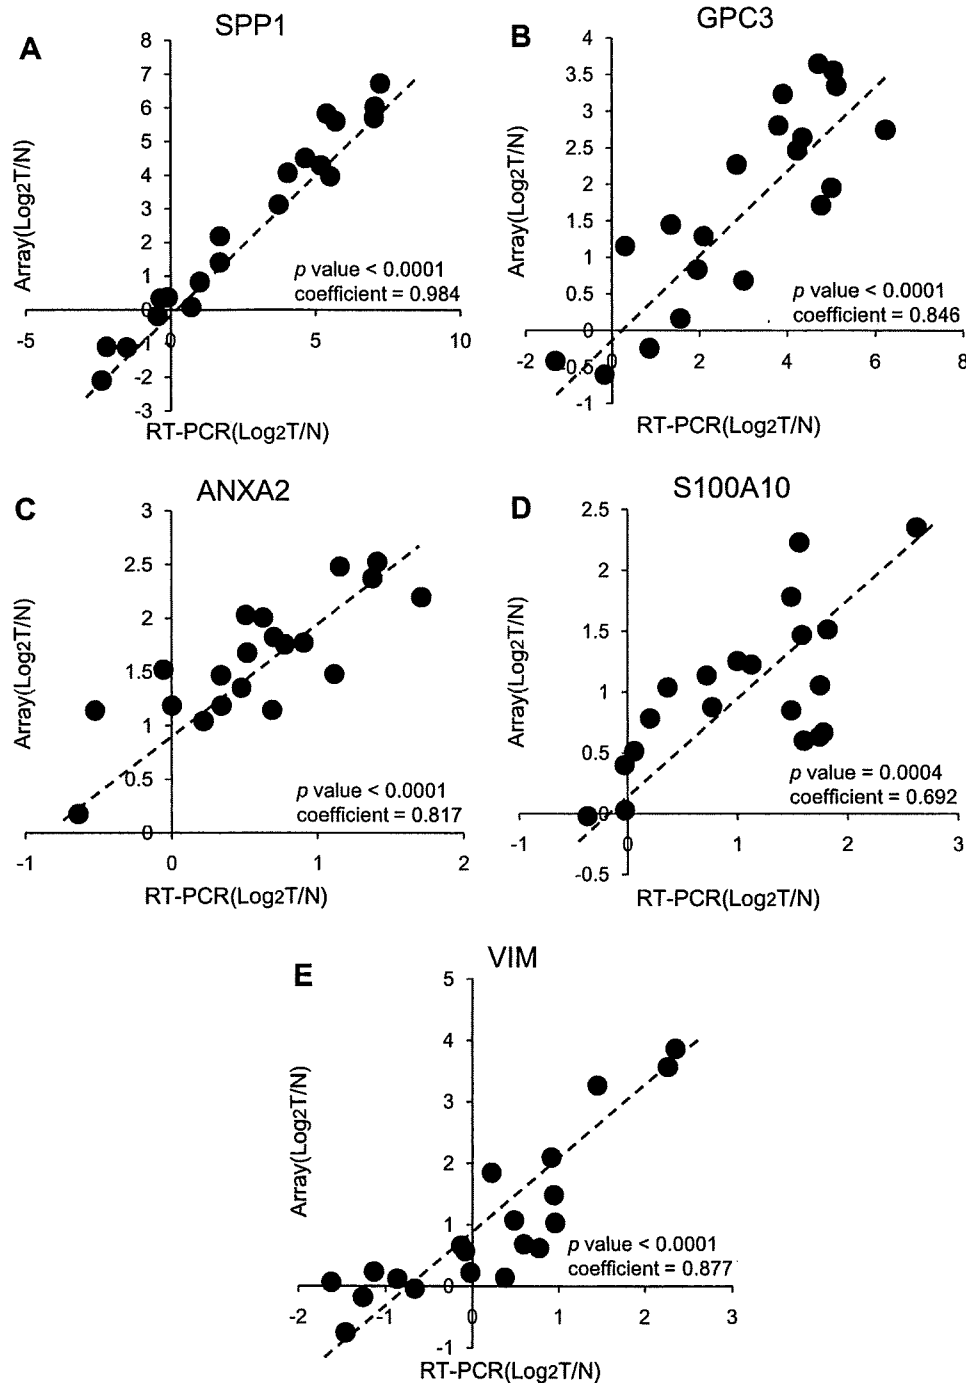 A
SPP1
8
7
6
5
4
3
2
1
0
-1
-2
-3
-5
0
5
10
Array(Log2T/N)
p value < 0.0001
coefficient = 0.984
RT-PCR(Log2T/N)
B
GPC3
4
3.5
3
2.5
2
1.5
1
0.5
0
-0.5
-1
-2
0
2
4
6
8
Array(Log2T/N)
p value < 0.0001
coefficient = 0.846
RT-PCR(Log2T/N)
C
ANXA2
3
2.5
2
1.5
1
0.5
0
-1
0
1
2
Array(Log2T/N)
p value < 0.0001
coefficient = 0.817
RT-PCR(Log2T/N)
D
S100A10
2.5
2
1.5
1
0.5
0
-0.5
-1
0
1
2
3
Array(Log2T/N)
p value = 0.0004
coefficient = 0.692
RT-PCR(Log2T/N)
E
VIM
5
4
3
2
1
0
-1
-2
-1
0
1
2
3
Array(Log2T/N)
p value < 0.0001
coefficient = 0.877
RT-PCR(Log2T/N)